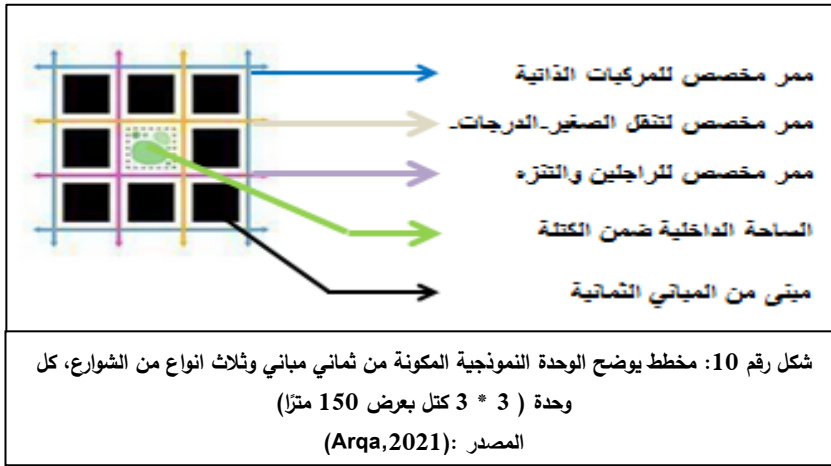 ممر مخصص للمركبات الذاتية
ممر مخصص لتنقل الصغير-الدرجات-
ممر مخصص للراجلين والتنزه
الساحة الداخلية ضمن الكتلة
مبنى من المباني الثمانية
شكل رقم 10: مخطط يوضح الوحدة النموذجية المكونة من ثماني مباني وثلاث انواع من الشوارع، كل
وحدة ( 3 * 3 كتل بعرض 150 مترًا)
المصدر :(Arqa,2021)